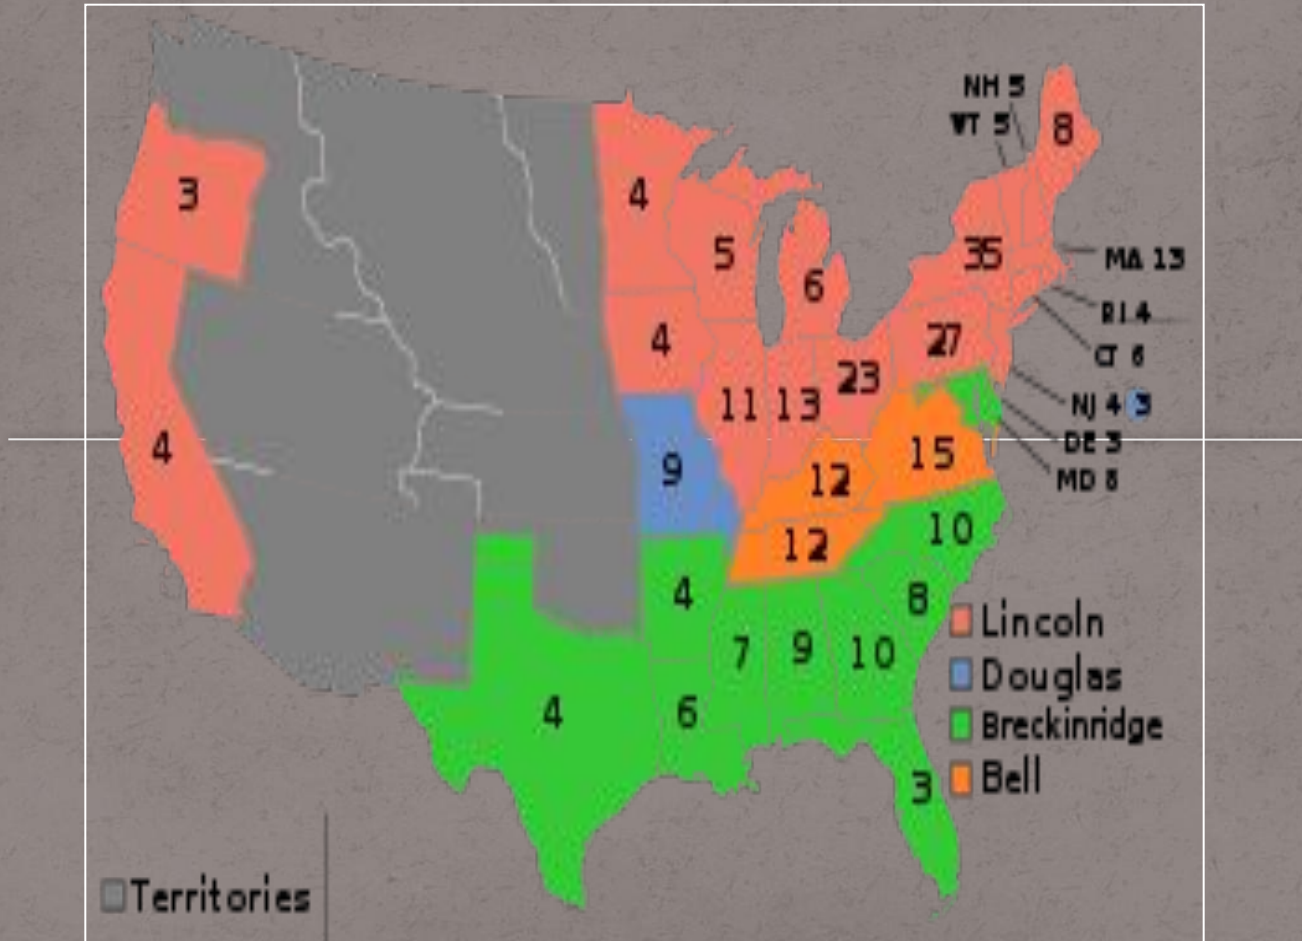 NH 5
VT 5
8
3
4
5
35
MA 13
6
RI 4
4
27
CT 6
23
11
13
NJ 4 3
DE 3
4
15
9
12
MD 8
12
10
4
8
Lincoln
7
9
10
Douglas
4
6
Breckinridge
3
Bell
Territories